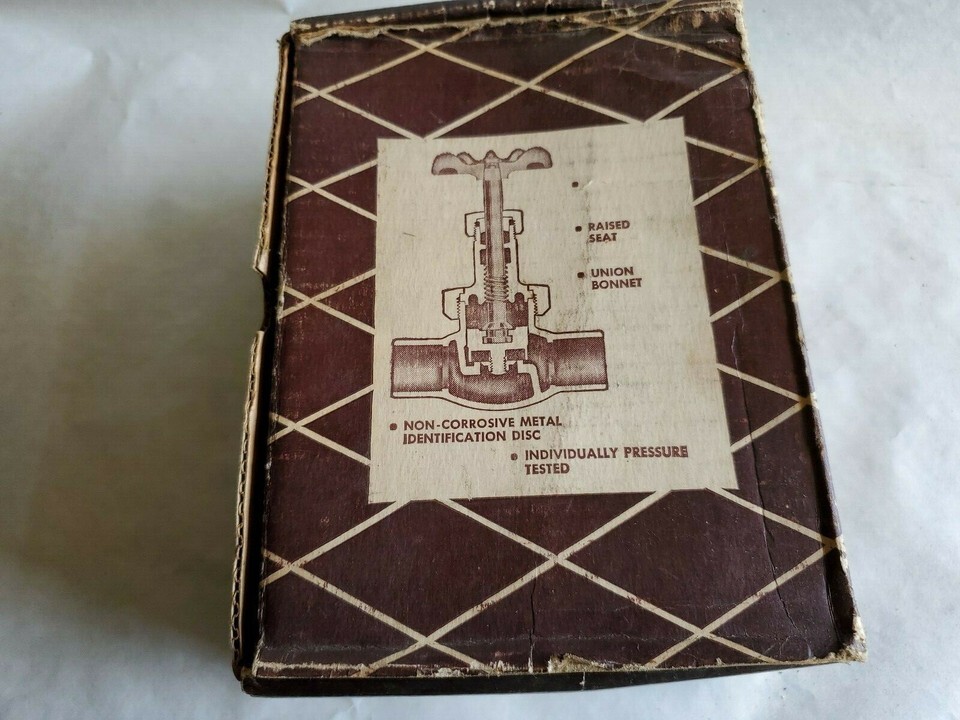 • RAISED
SEAT
• UNION
BONNET
• NON-CORROSIVE METAL
IDENTIFICATION DISC
• INDIVIDUALLY PRESSURE
TESTED